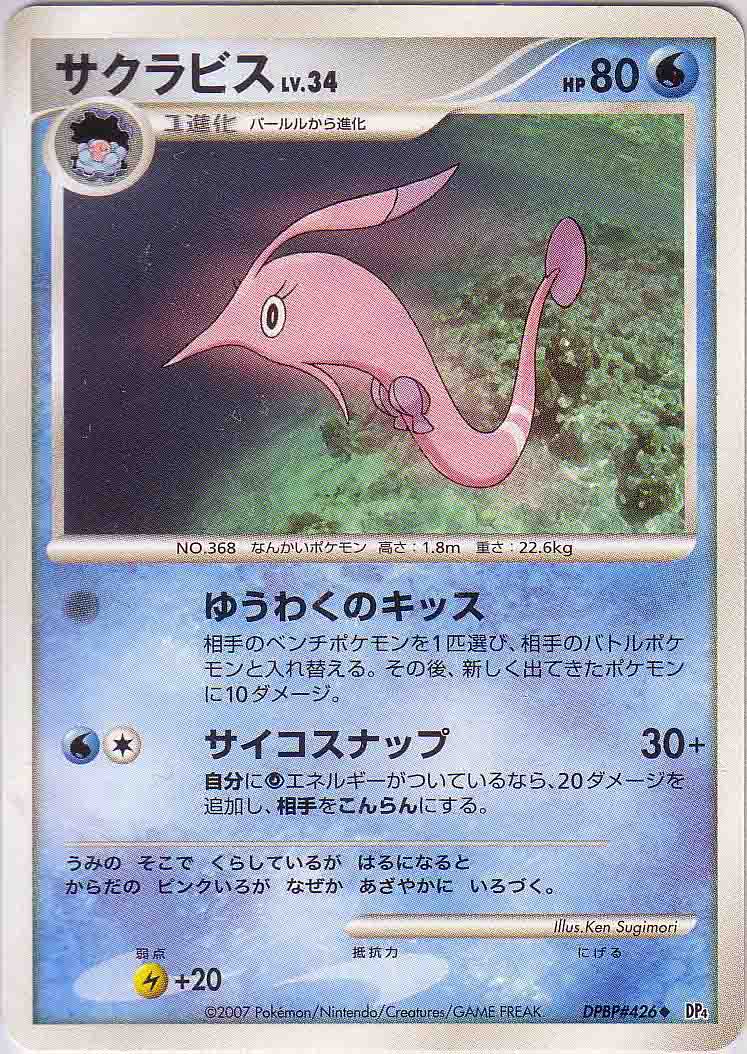 サクラビス LV.34 HP 80
1進化 パールルから進化
NO.368 なんかいポケモン 高さ：1.8m 重さ：22.6kg
ゆうわくのキッス
相手のベンチポケモンを1匹選び、相手のバトルポケ
モンと入れ替える。その後、新しく出てきたポケモン
に10ダメージ。
サイコスナップ 30+
自分にエネルギーがついているなら、20ダメージを
追加し、相手をこんらんにする。
うみの そこで くらしているが はるになると
からだの ピンクいろが なぜか あざやかに いろづく。
Illus.Ken Sugimori
弱点 抵抗力 にげる
+20
©2007 Pokémon/Nintendo/Creatures/GAME FREAK DPBP#426◆ DP4